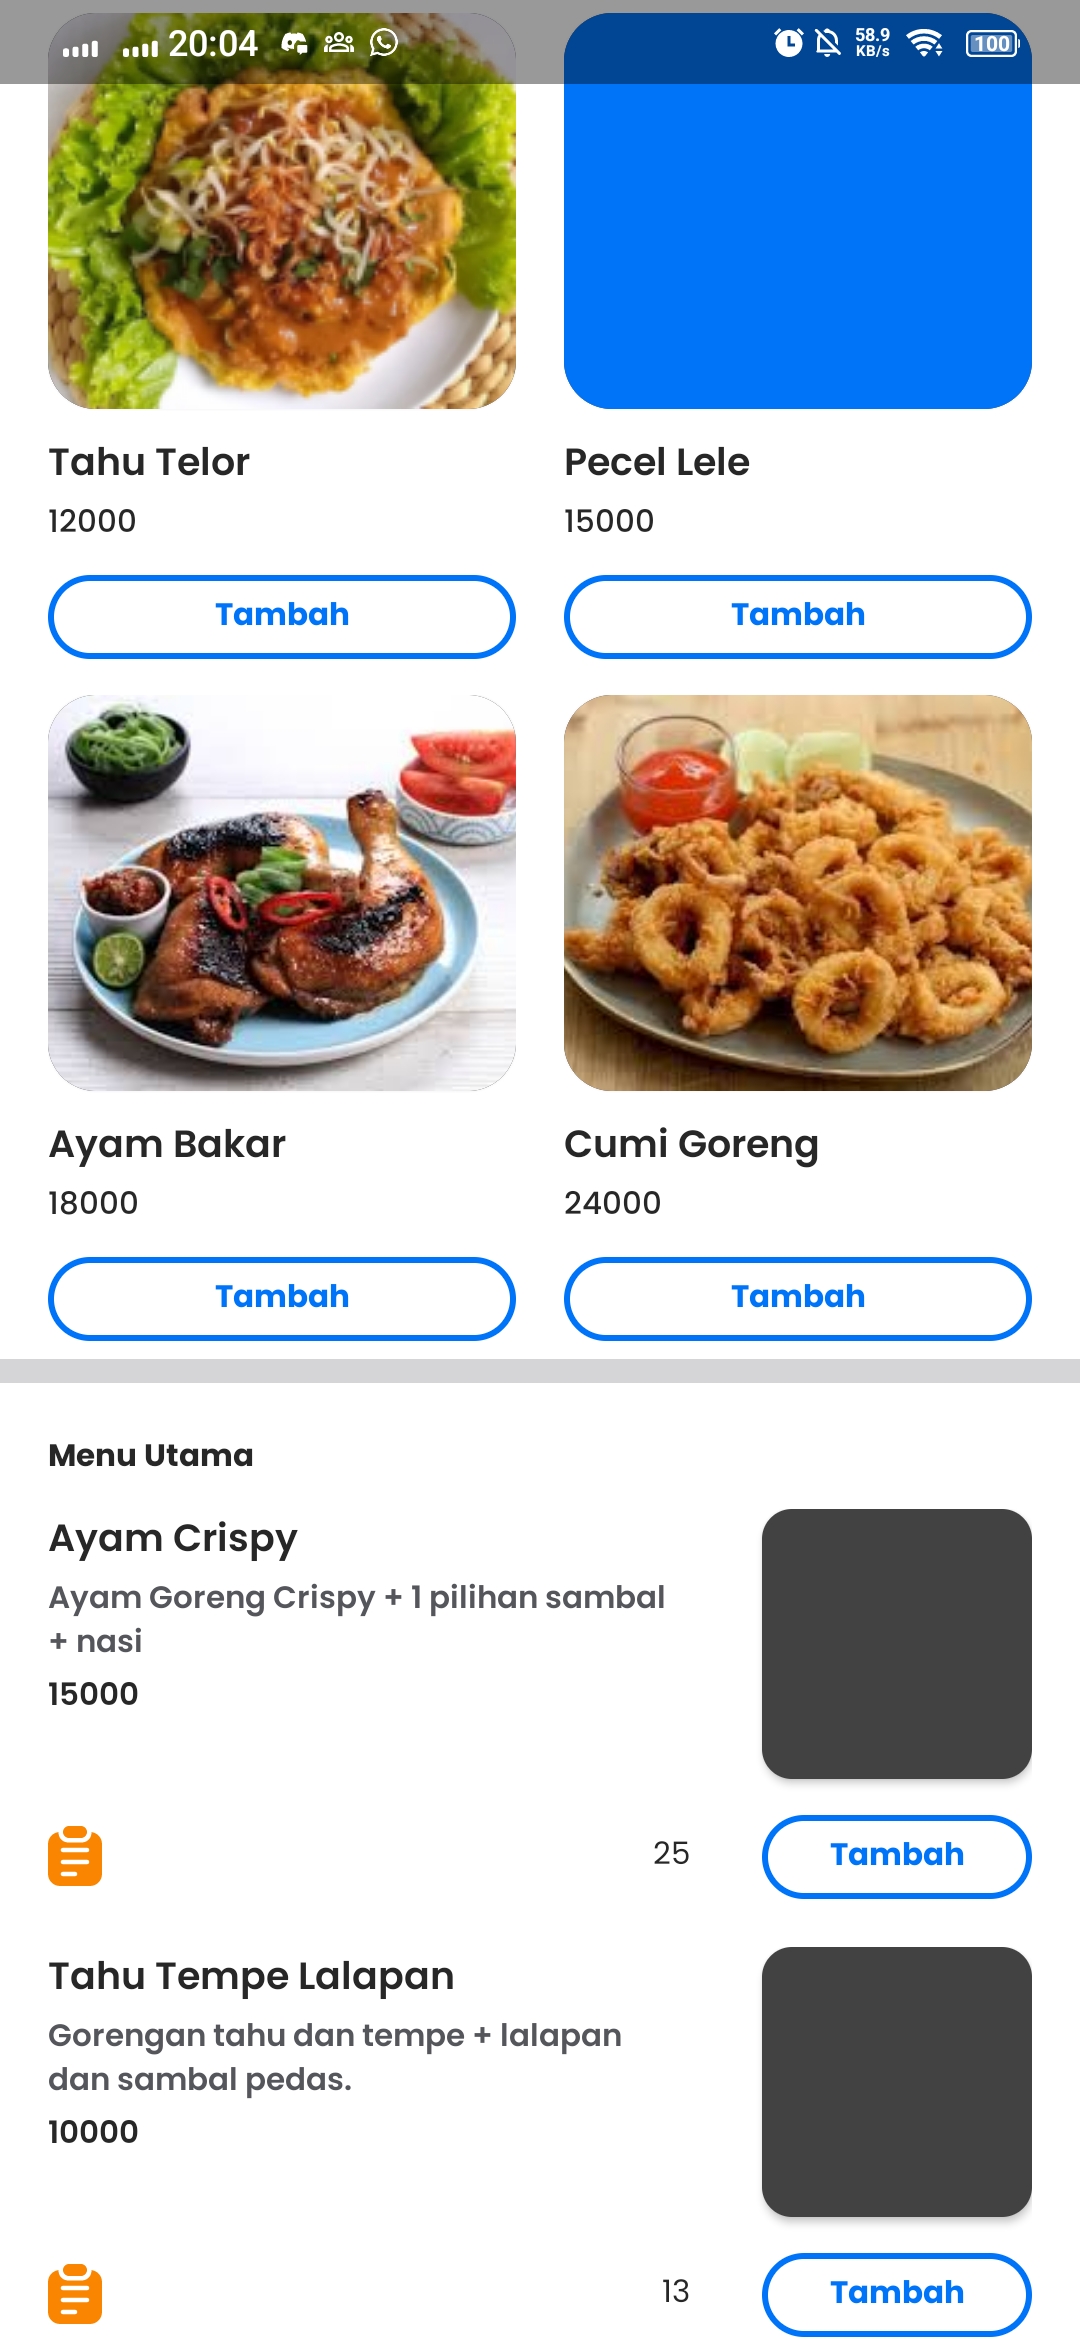 20:04 58.9 KB/s 100
Tahu Telor
12000
Tambah
Pecel Lele
15000
Tambah
Ayam Bakar
18000
Tambah
Cumi Goreng
24000
Tambah
Menu Utama
Ayam Crispy
Ayam Goreng Crispy + 1 pilihan sambal
+ nasi
15000
25
Tambah
Tahu Tempe Lalapan
Gorengan tahu dan tempe + lalapan
dan sambal pedas.
10000
13
Tambah